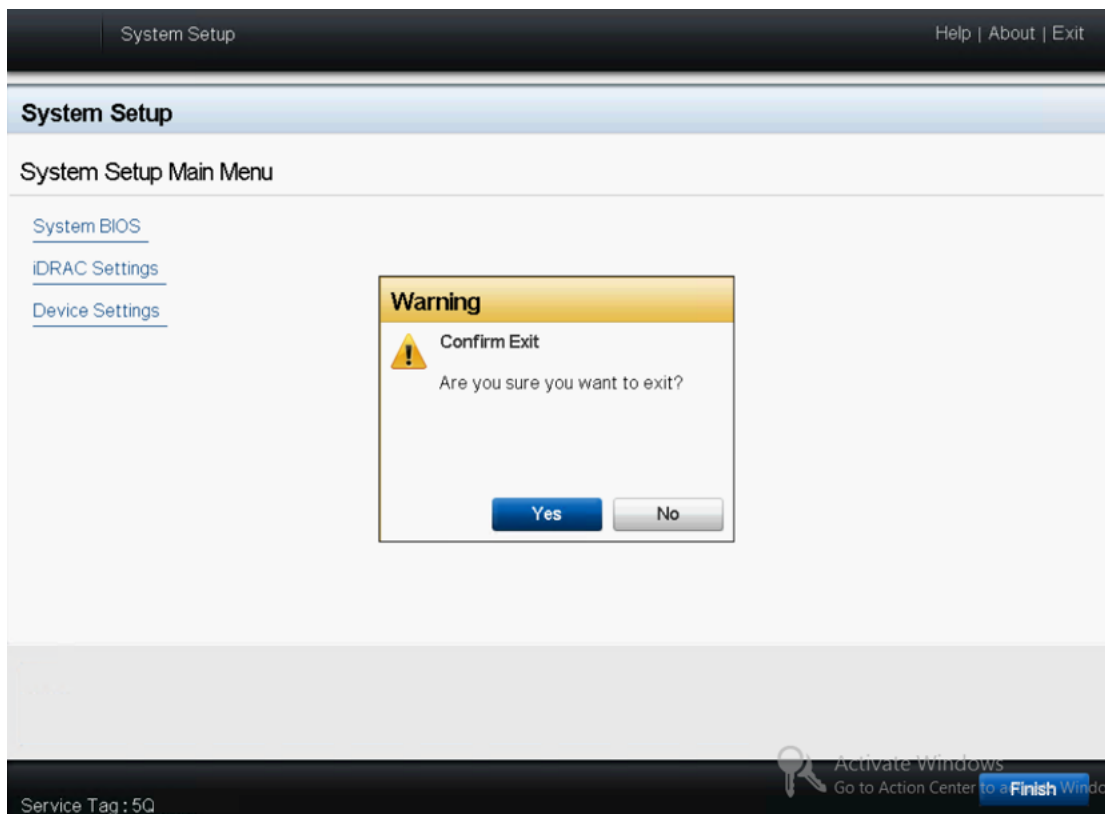 System Setup
Help | About | Exit
System Setup
System Setup Main Menu
System BIOS
iDRAC Settings
Device Settings
Warning
Confirm Exit
Are you sure you want to exit?
Yes
No
Activate Windows
Go to Action Center to a
Finish
Service Tag : 5Q